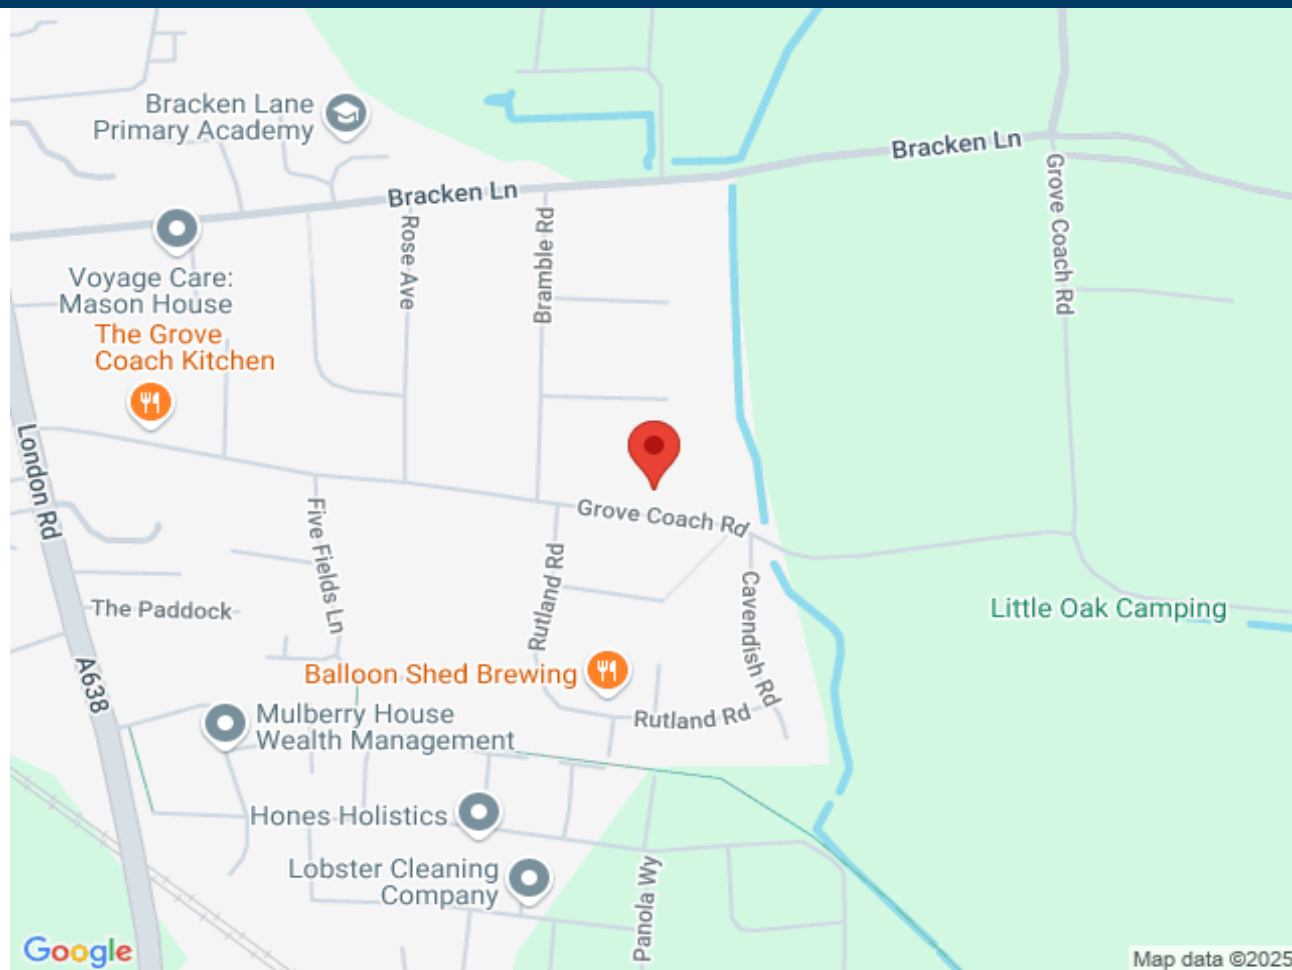 Bracken Lane
Primary Academy
Bracken Ln
Bracken Ln
Grove Coach Rd
Rose Ave
Bramble Rd
Voyage Care:
Mason House
The Grove
Coach Kitchen
London Rd
Grove Coach Rd
Five Fields Ln
Rutland Rd
Cavendish Rd
The Paddock
Little Oak Camping
A638
Balloon Shed Brewing
Rutland Rd
Mulberry House
Wealth Management
Hones Holistics
Lobster Cleaning
Company
Panola Wy
Google
Map data ©2025